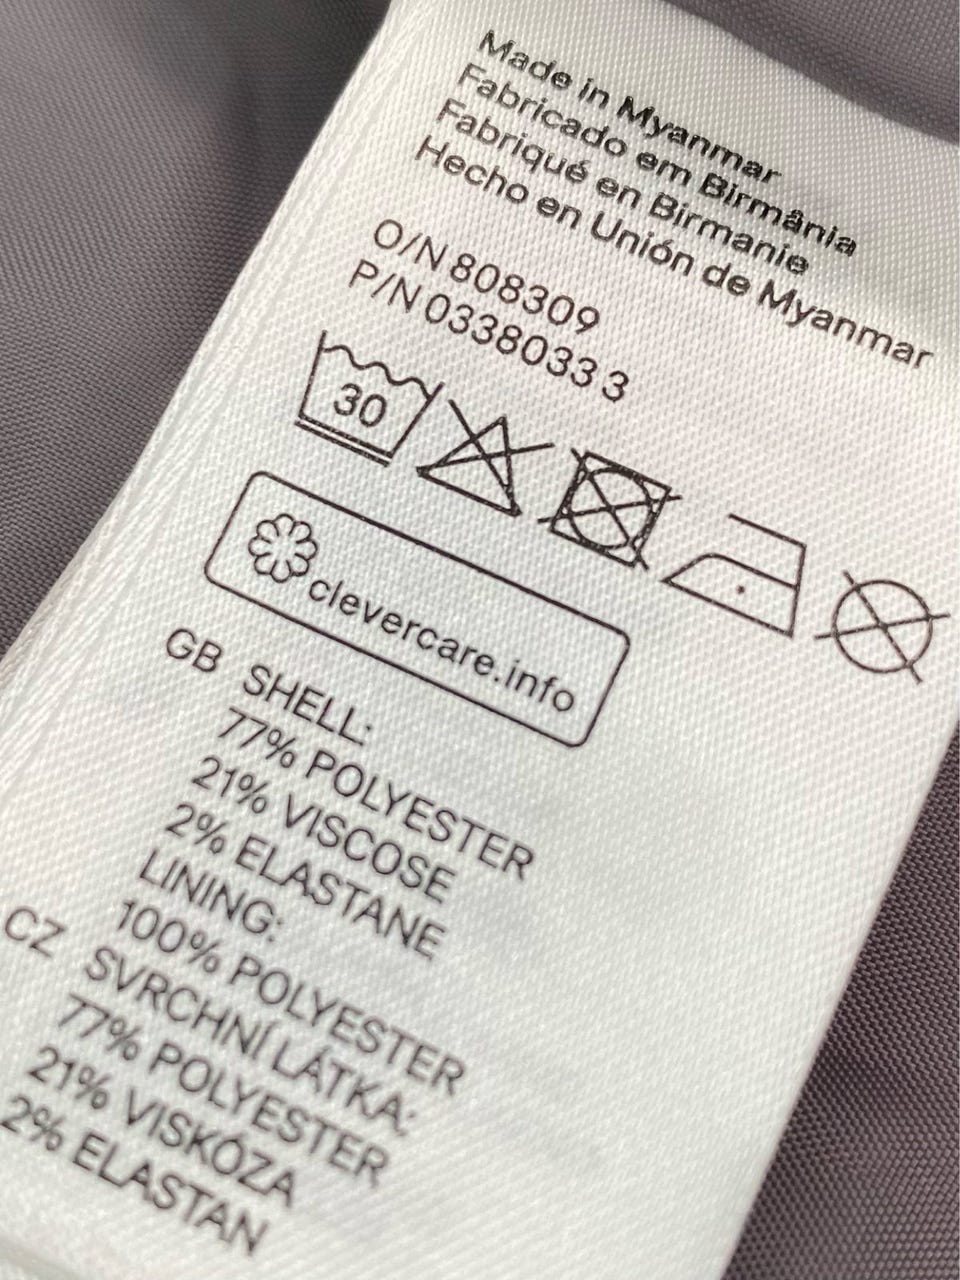 Made in Myanmar
Fabricado em Birmânia
Fabriqué en Birmanie
Hecho en Unión de Myanmar
O/N 808309
P/N 0338033 3
30
clevercare.info
GB SHELL:
77% POLYESTER
21% VISCOSE
2% ELASTANE
LINING:
100% POLYESTER
CZ SVRCHNÍ LÁTKA:
77% POLYESTER
21% VISKÓZA
2% ELASTAN